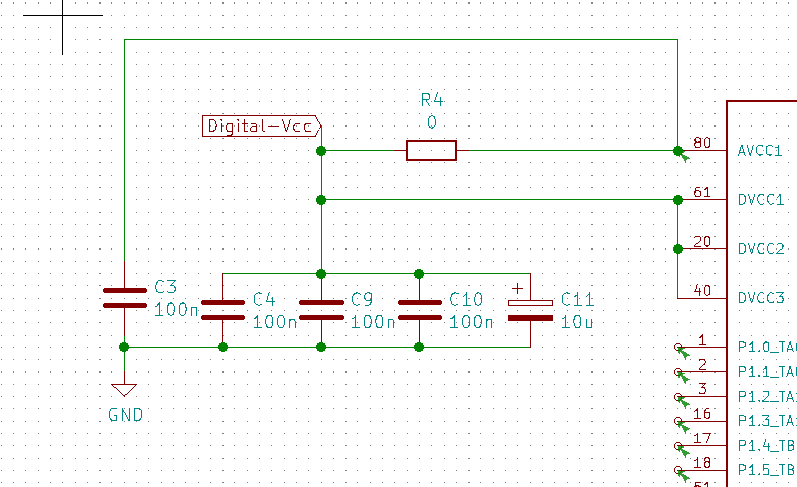 R4
0
Digital-Vcc
80
AVCC1
61
DVCC1
20
DVCC2
40
DVCC3
C3
100n
C4
100n
C9
100n
C10
100n
+
C11
10u
GND
1
P1.0_TA
2
P1.1_TA
3
P1.2_TA
16
P1.3_TA
17
P1.4_TB
18
P1.5_TB